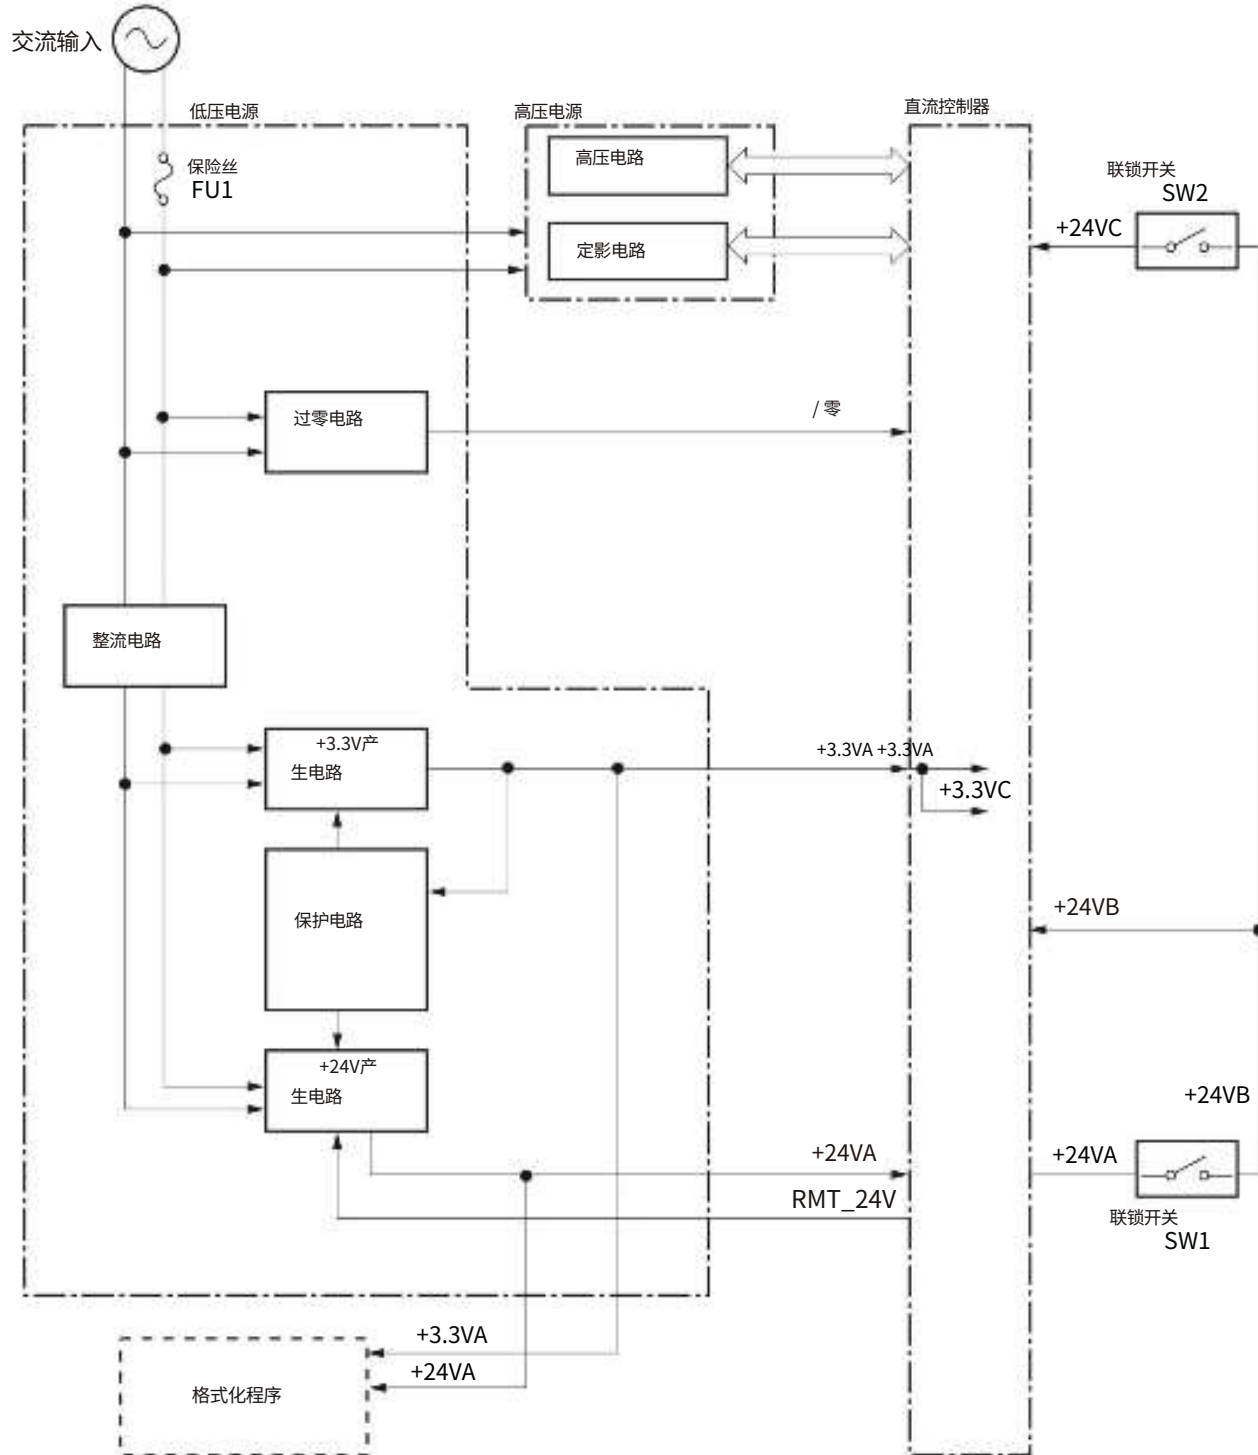 交流输入
低压电源
高压电源
直流控制器
保险丝
FU1
高压电路
定影电路
联锁开关
SW2
+24VC
过零电路
/ 零
整流电路
+3.3V产
生电路
+3.3VA +3.3VA
+3.3VC
保护电路
+24VB
+24V产
生电路
+24VB
+24VA
+24VA
RMT_24V
联锁开关
SW1
+3.3VA
+24VA
格式化程序